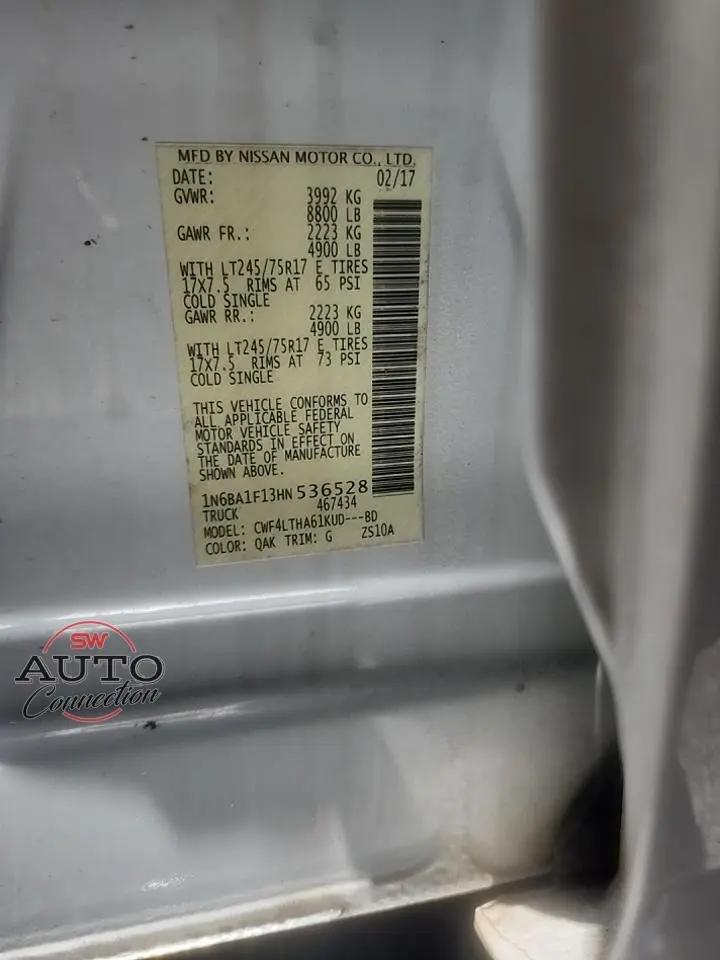 MFD BY NISSAN MOTOR CO., LTD.
DATE: 02/17
GVWR: 3992 KG
8800 LB
GAWR FR.: 2223 KG
4900 LB
WITH LT245/75R17 E TIRES
17X7.5 RIMS AT 65 PSI
COLD SINGLE
GAWR RR.: 2223 KG
4900 LB
WITH LT245/75R17 E TIRES
17X7.5 RIMS AT 73 PSI
COLD SINGLE
THIS VEHICLE CONFORMS TO
ALL APPLICABLE FEDERAL
MOTOR VEHICLE SAFETY
STANDARDS IN EFFECT ON
THE DATE OF MANUFACTURE
SHOWN ABOVE.
1N6BA1F13HN536528
TRUCK 467434
MODEL: CWF4LTHA61KUD---BD
COLOR: QAK TRIM: G ZS10A
SW
AUTO
Connection